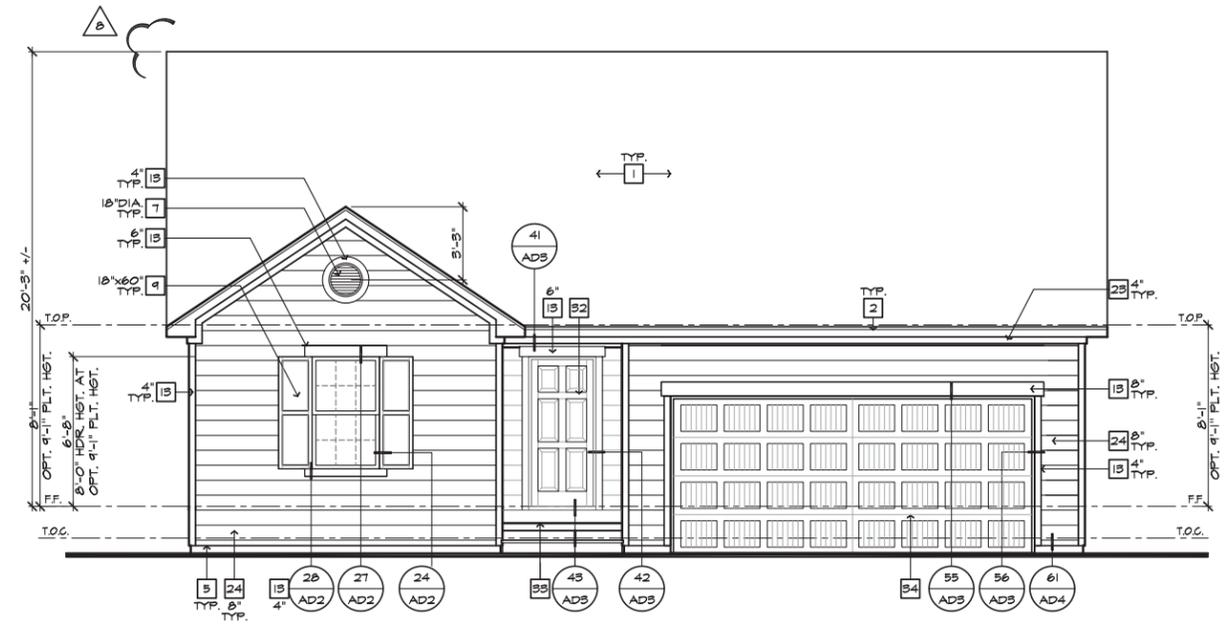 8
TYP.
1
4"
TYP. 13
18"DIA.
TYP. 7
6"
TYP. 13
18"x60"
TYP. 9
3'-3"
41
AD3
6"
13 32
TYP.
2
23 4"
TYP.
20'-3" +/-
T.O.P.
T.O.P.
8'-1"
OPT. 9'-1" PLT. HGT.
6'-8"
8'-0" HDR. HGT. AT
OPT. 9'-1" PLT. HGT.
4"
TYP. 13
13 8"
TYP.
24 8"
TYP.
13 4"
TYP.
8'-1"
OPT. 9'-1" PLT. HGT.
F.F.
F.F.
T.O.C.
T.O.C.
5
TYP.
24
8"
TYP.
13
4"
28
AD2
27
AD2
24
AD2
33
43
AD3
42
AD3
34
55
AD3
56
AD3
61
AD4